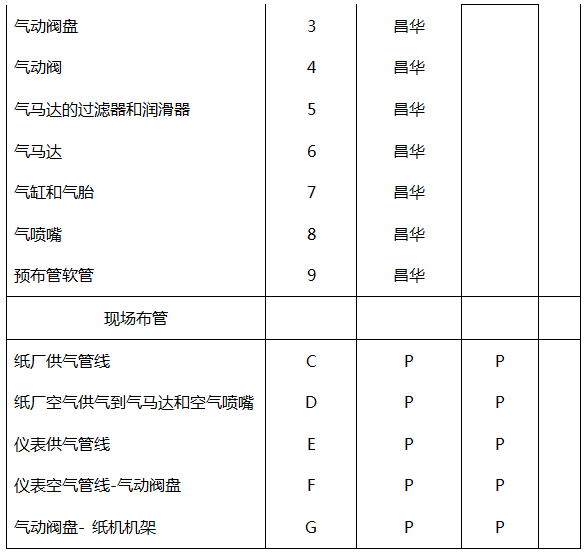 气动阀盘 3 昌华
气动阀 4 昌华
气马达的过滤器和润滑器 5 昌华
气马达 6 昌华
气缸和气胎 7 昌华
气喷嘴 8 昌华
预布管软管 9 昌华
现场布管
纸厂供气管线 C P P
纸厂空气供气到气马达和空气喷嘴 D P P
仪表供气管线 E P P
仪表空气管线-气动阀盘 F P P
气动阀盘- 纸机机架 G P P